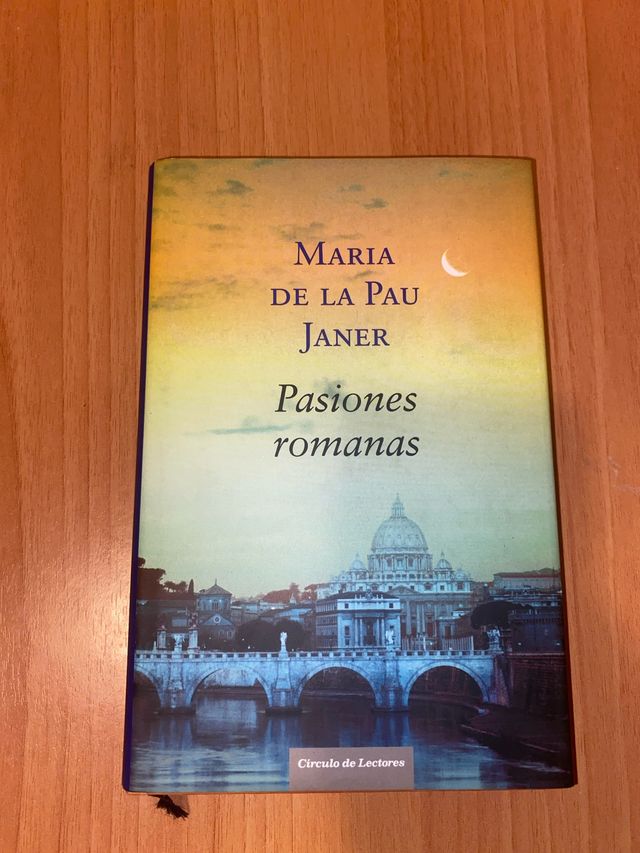 MARIA
DE LA PAU
JANER
Pasiones
romanas
Círculo de Lectores